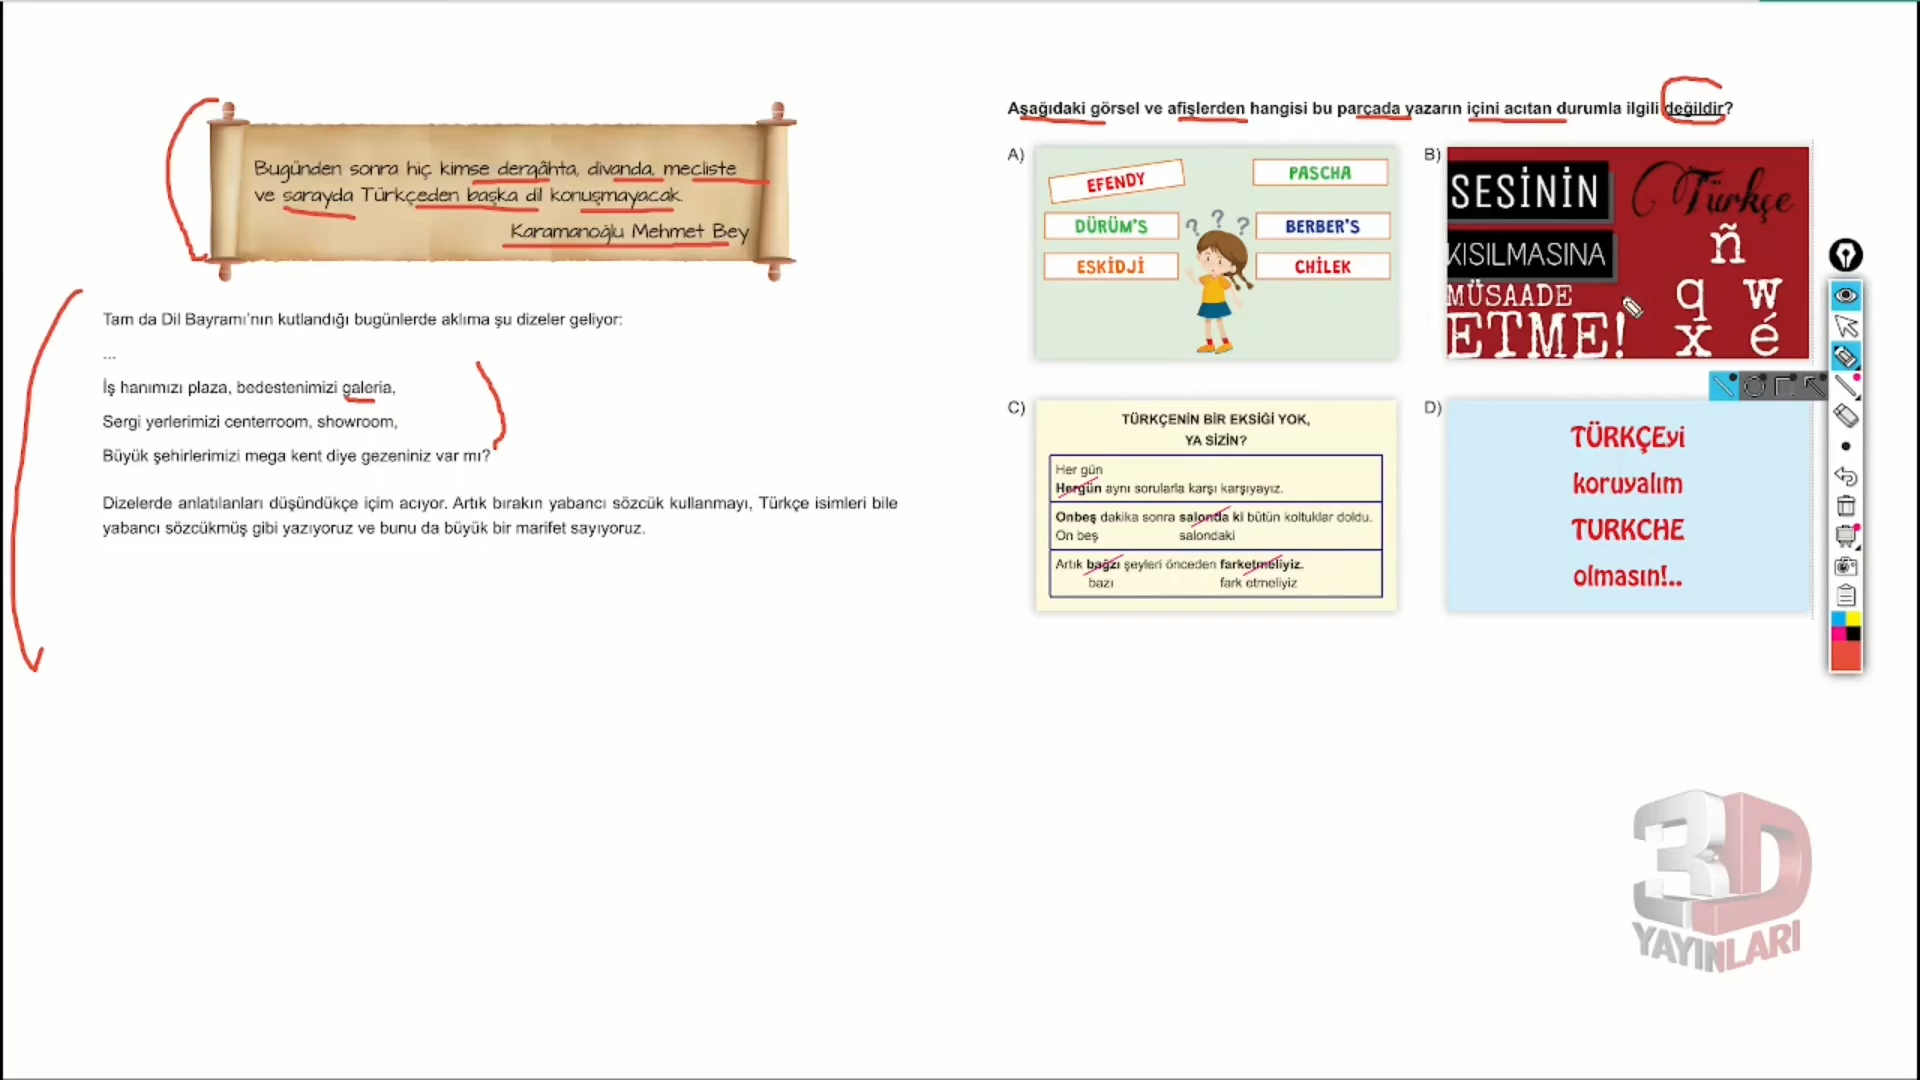 Bugünden sonra hiç kimse dergâhta, divanda, mecliste
ve sarayda Türkçeden başka dil konuşmayacak.
Karamanoğlu Mehmet Bey
Tam da Dil Bayramı'nın kutlandığı bugünlerde aklıma şu dizeler geliyor:
...
İş hanımızı plaza, bedestenimizi galeria,
Sergi yerlerimizi centerroom, showroom,
Büyük şehirlerimizi mega kent diye gezeniniz var mı?
Dizelerde anlatılanları düşündükçe içim acıyor. Artık bırakın yabancı sözcük kullanmayı, Türkçe isimleri bile
yabancı sözcükmüş gibi yazıyoruz ve bunu da büyük bir marifet sayıyoruz.
Aşağıdaki görsel ve afişlerden hangisi bu parçada yazarın içini acıtan durumla ilgili değildir?
A)
EFENDY
PASCHA
DÜRÜM'S
BERBER'S
ESKİDJİ
CHİLEK
? ? ?
B)
SESİNİN
KISILMASINA
MÜSAADE
ETME!
Türkçe
ñ
q w
x é
C)
TÜRKÇENİN BİR EKSİĞİ YOK,
YA SİZİN?
Her gün
Hergün aynı sorularla karşı karşıyayız.
Onbeş dakika sonra salonda ki bütün koltuklar doldu.
On beş salondaki
Artık bağzı şeyleri önceden farketmeliyiz.
bazı fark etmeliyiz
D)
TÜRKÇEyi
koruyalım
TURKCHE
olmasın!..
3D
YAYINLARI